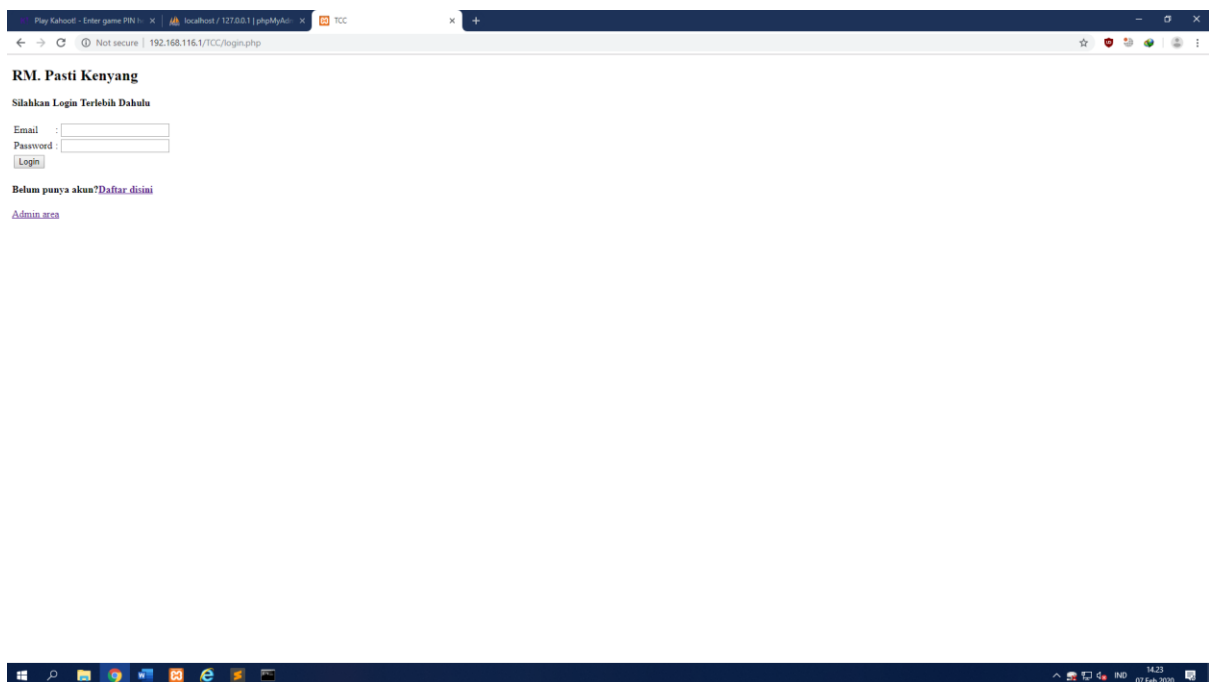 Play Kahoot! - Enter game PIN h
localhost / 127.0.0.1 | phpMyAd
TCC
Not secure | 192.168.116.1/TCC/login.php
RM. Pasti Kenyang
Silahkan Login Terlebih Dahulu
Email :
Password :
Login
Belum punya akun?Daftar disini
Admin area
IND
14.23
07 Feb 2020